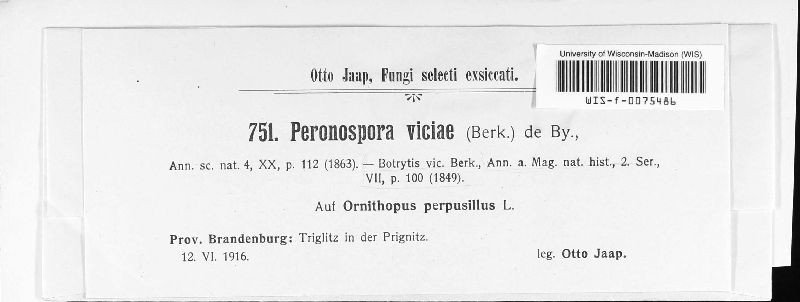 University of Wisconsin-Madison (WIS)
WIS-f-0075486
Otto Jaap, Fungi selecti exsiccati.
751. Peronospora viciae (Berk.) de By.,
Ann. sc. nat. 4, XX, p. 112 (1863). — Botrytis vic. Berk., Ann. a. Mag. nat. hist., 2. Ser.,
VII, p. 100 (1849).
Auf Ornithopus perpusillus L.
Prov. Brandenburg: Triglitz in der Prignitz.
12. VI. 1916.
leg. Otto Jaap.